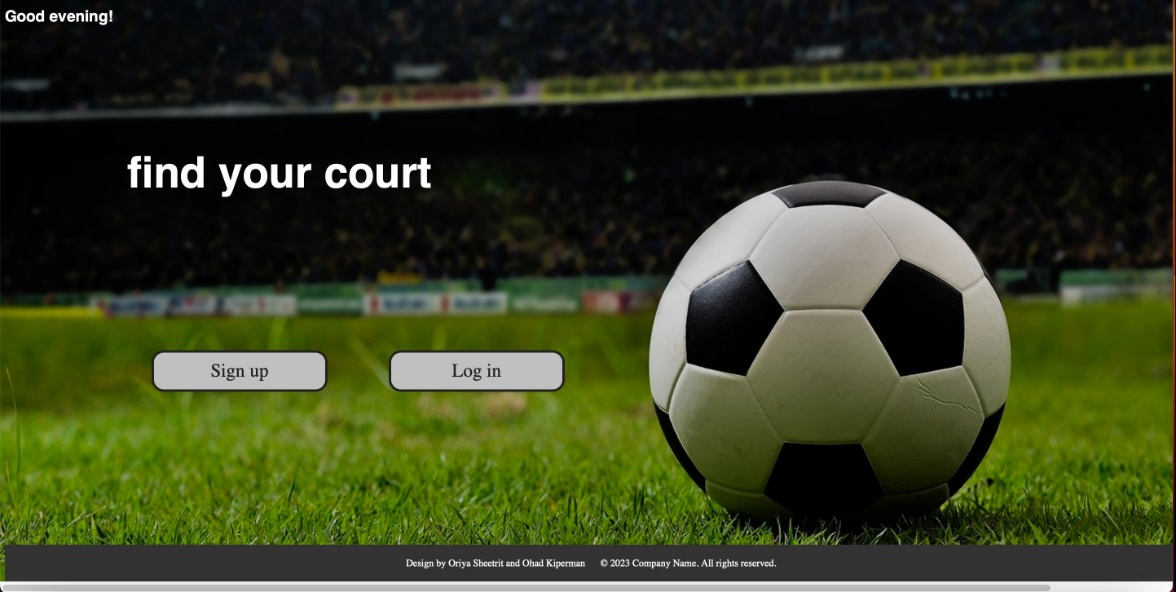 Good evening!
find your court
Sign up
Log in
Design by Oriya Sheetrit and Ohad Kiperman © 2023 Company Name. All rights reserved.